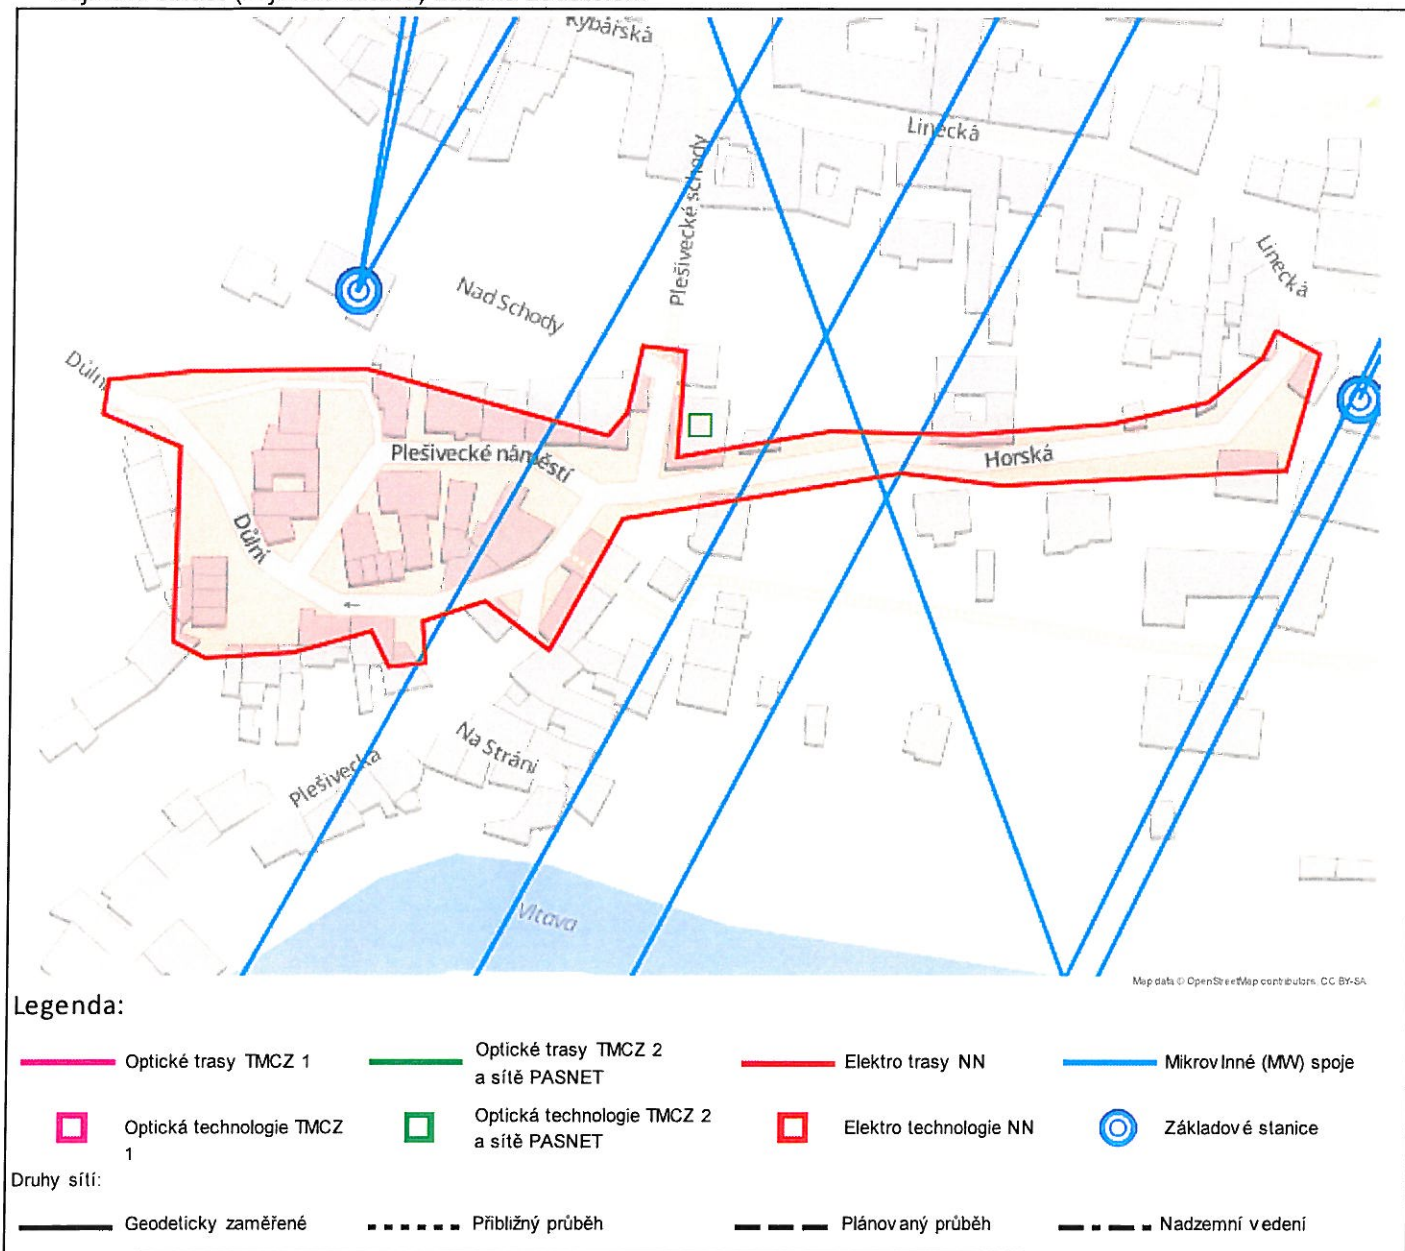 Rybářská
Linecká
Plešivecké schody
Linecká
Nad Schody
Důlní
Plešivecké náměstí
Horská
Důlní
Na Stráni
Plešivecká
Vltava
Map data © OpenStreetMap contributors, CC BY-SA
Legenda:
Optické trasy TMCZ 1
Optické trasy TMCZ 2
a sítě PASNET
Elektro trasy NN
Mikrovlnné (MW) spoje
Optická technologie TMCZ
1
Optická technologie TMCZ 2
a sítě PASNET
Elektro technologie NN
Základové stanice
Druhy sítí:
Geodeticky zaměřené
Přibližný průběh
Plánovaný průběh
Nadzemní vedení